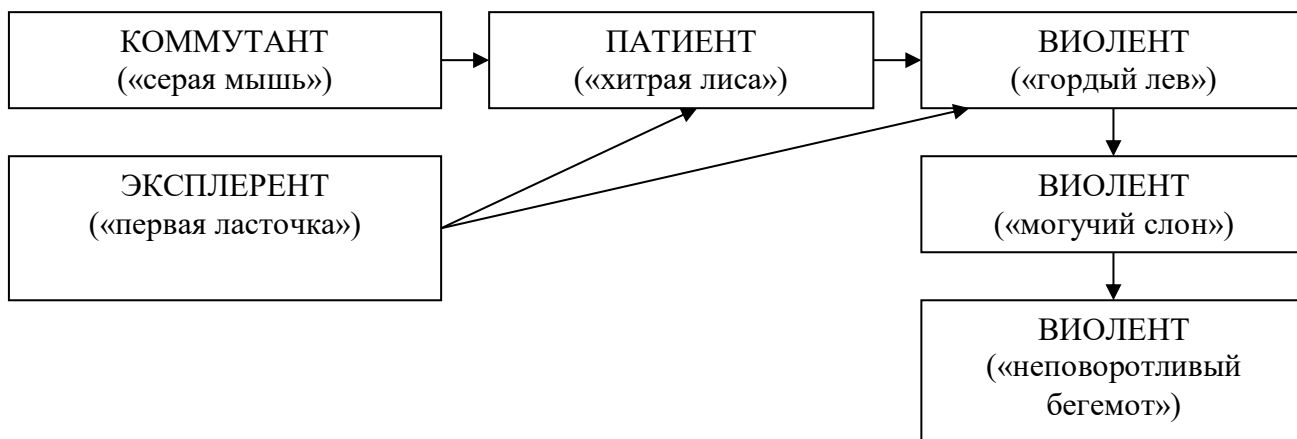 КОММУТАНТ
(«серая мышь»)
ПАТИЕНТ
(«хитрая лиса»)
ВИОЛЕНТ
(«гордый лев»)
ЭКСПЛЕРЕНТ
(«первая ласточка»)
ВИОЛЕНТ
(«могучий слон»)
ВИОЛЕНТ
(«неповоротливый
бегемот»)